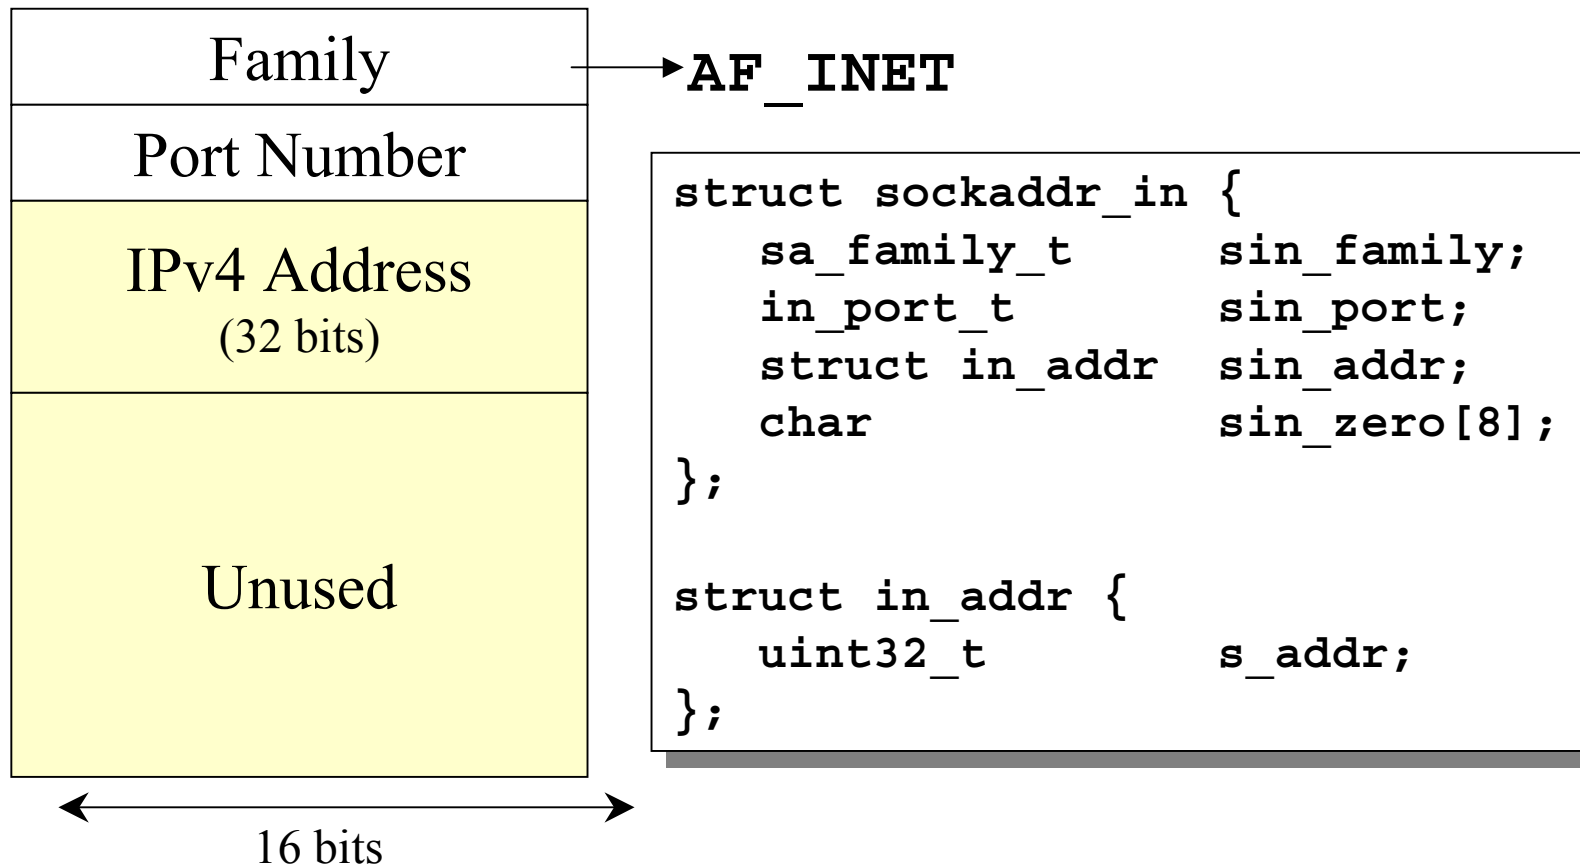 Family
AF_INET
Port Number
IPv4 Address
(32 bits)
Unused
16 bits
struct sockaddr_in {
   sa_family_t     sin_family;
   in_port_t       sin_port;
   struct in_addr  sin_addr;
   char            sin_zero[8];
};
struct in_addr {
   uint32_t        s_addr;
};